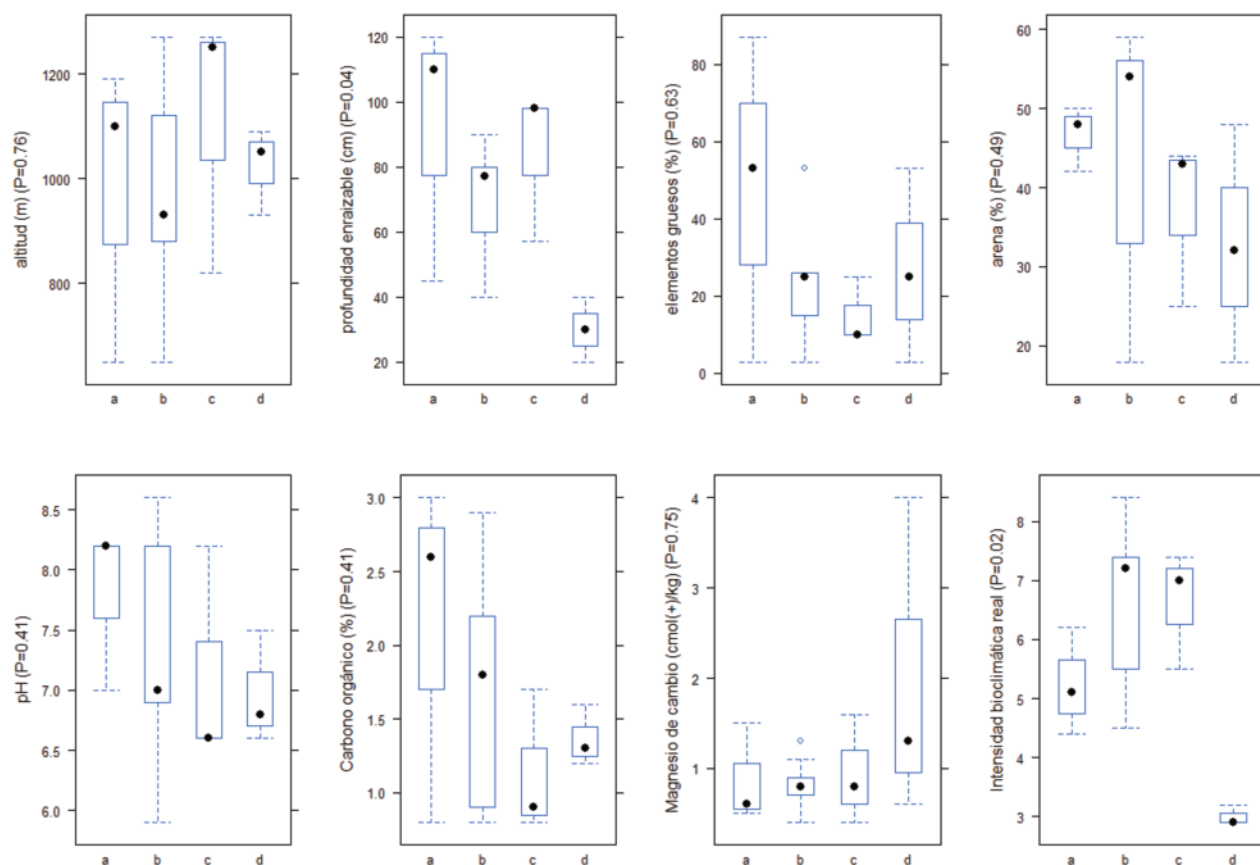 altitud (m) (P=0.76)
1200
1000
800
a b c d
profundidad enraizable (cm) (P=0.04)
120
100
80
60
40
20
a b c d
elementos gruesos (%) (P=0.63)
80
60
40
20
0
a b c d
arena (%) (P=0.49)
60
50
40
30
20
a b c d
pH (P=0.41)
8.5
8.0
7.5
7.0
6.5
6.0
a b c d
Carbono orgánico (%) (P=0.41)
3.0
2.5
2.0
1.5
1.0
a b c d
Magnesio de cambio (cmol(+)/kg) (P=0.75)
4
3
2
1
a b c d
Intensidad bioclimática real (P=0.02)
8
7
6
5
4
3
a b c d